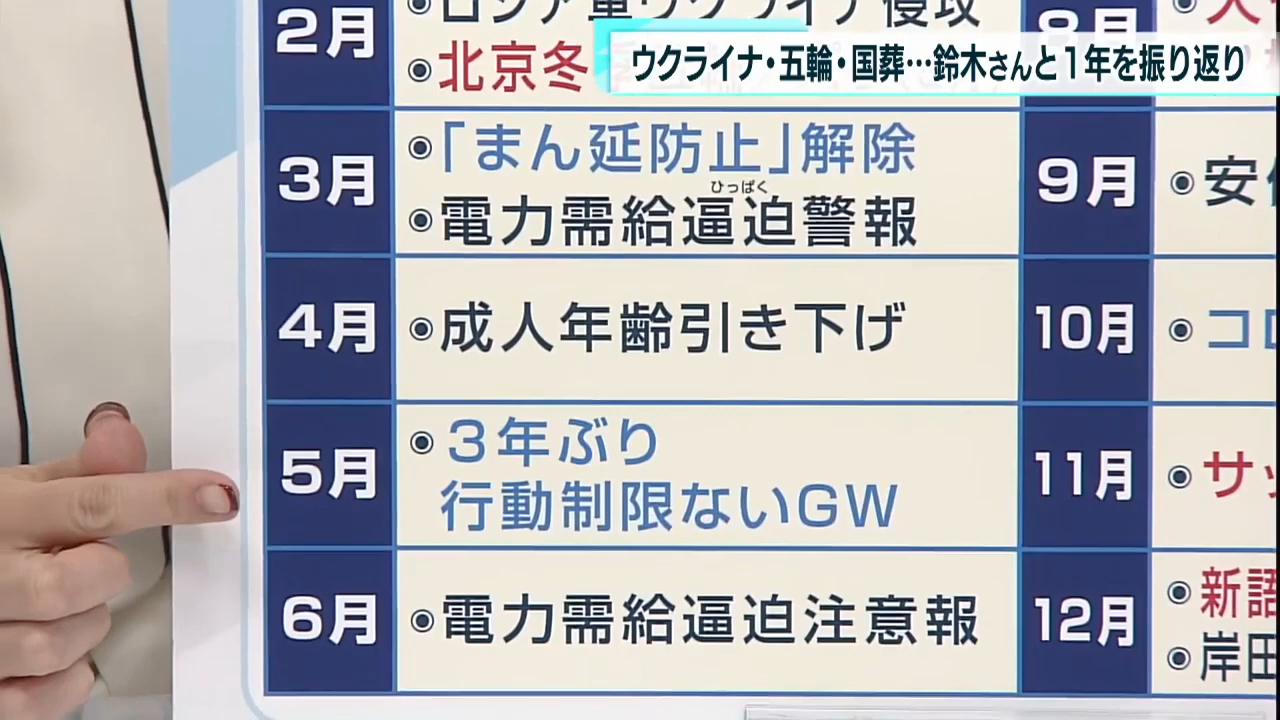 ウクライナ・五輪・国葬…鈴木さんと1年を振り返り
2月
北京冬
3月
◉「まん延防止」解除
ひっぱく
◉電力需給逼迫警報
4月
◉成人年齢引き下げ
5月
◉3年ぶり
行動制限ないGW
6月
◉電力需給逼迫注意報
8月
9月
◉安
10月
◉コロ
11月
◉サッ
12月
◉新語
◉岸田